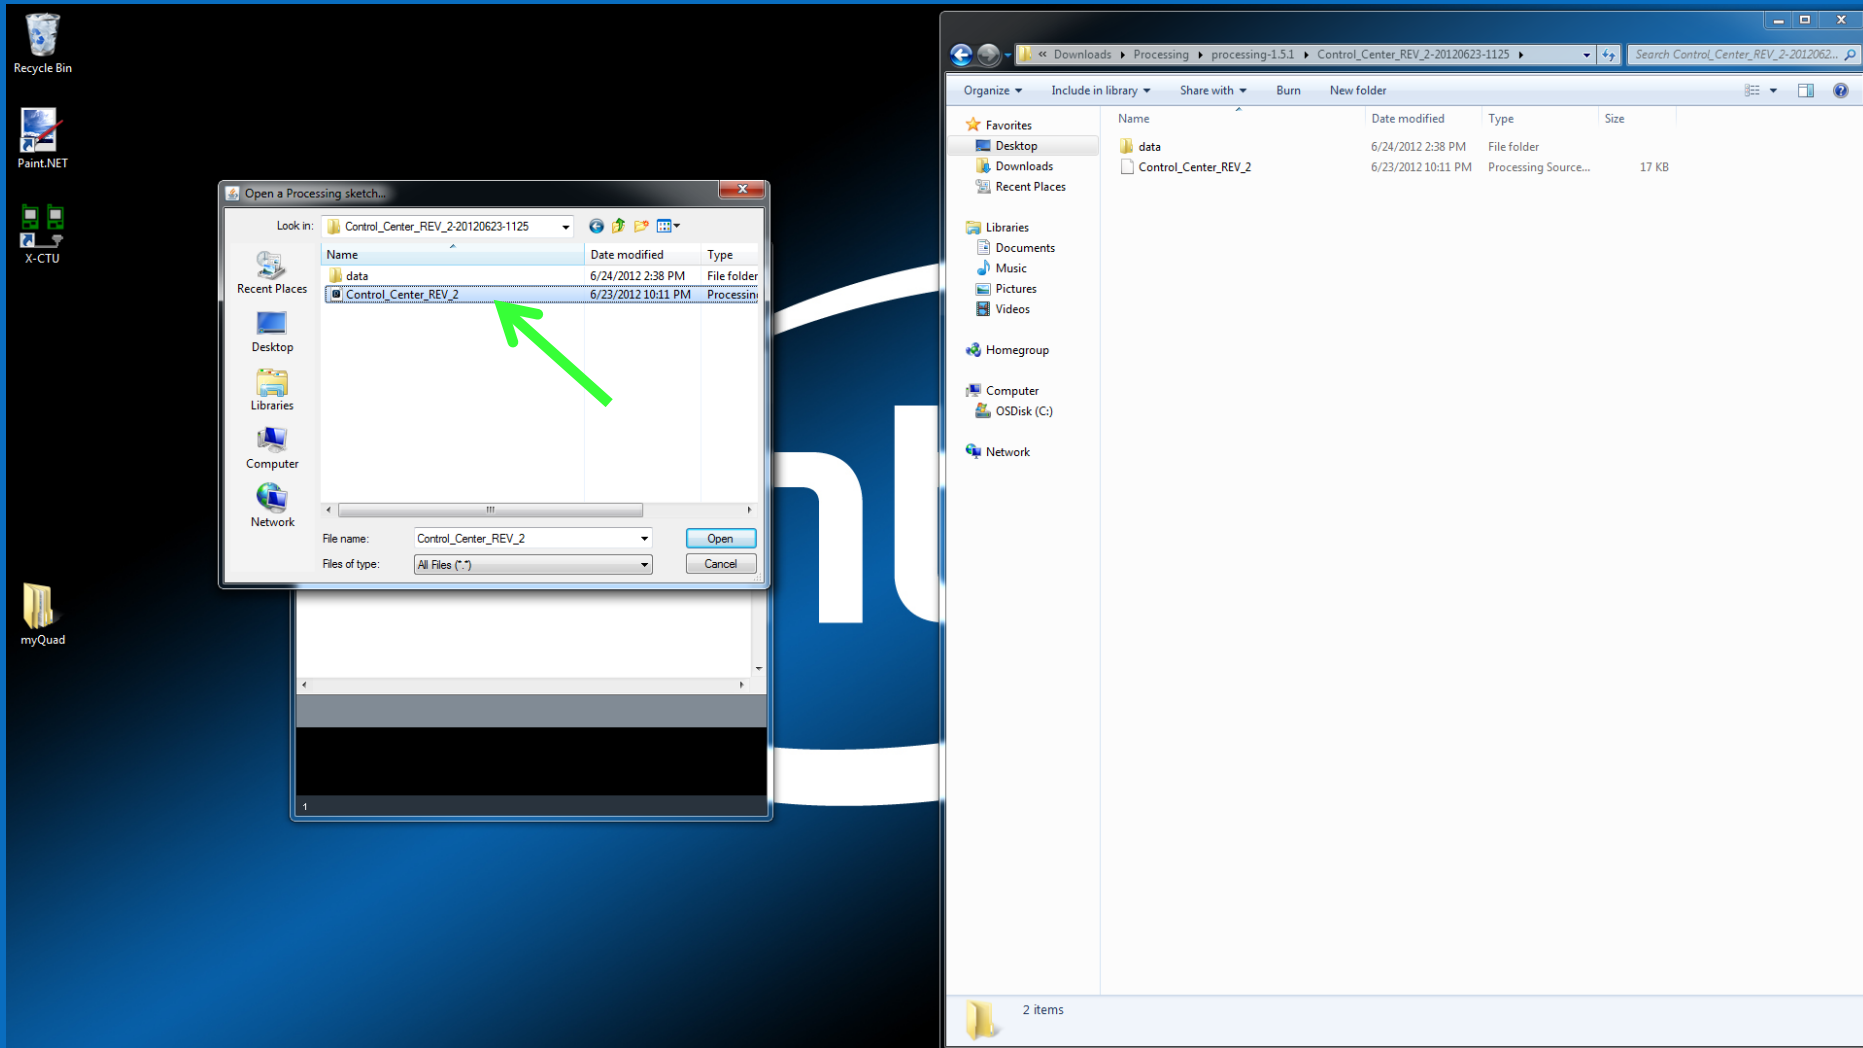 Recycle Bin
Paint.NET
X-CTU
myQuad
Open a Processing sketch...
Look in:
Control_Center_REV_2-20120623-1125
Name
Date modified
Type
data
6/24/2012 2:38 PM
File folder
Control_Center_REV_2
6/23/2012 10:11 PM
Processin
Recent Places
Desktop
Libraries
Computer
Network
File name:
Control_Center_REV_2
Open
Files of type:
All Files (*.*)
Cancel
1
nt
« Downloads
Processing
processing-1.5.1
Control_Center_REV_2-20120623-1125
Search Control_Center_REV_2-2012062...
Organize
Include in library
Share with
Burn
New folder
Favorites
Desktop
Downloads
Recent Places
Libraries
Documents
Music
Pictures
Videos
Homegroup
Computer
OSDisk (C:)
Network
Name
Date modified
Type
Size
data
6/24/2012 2:38 PM
File folder
Control_Center_REV_2
6/23/2012 10:11 PM
Processing Source...
17 KB
2 items